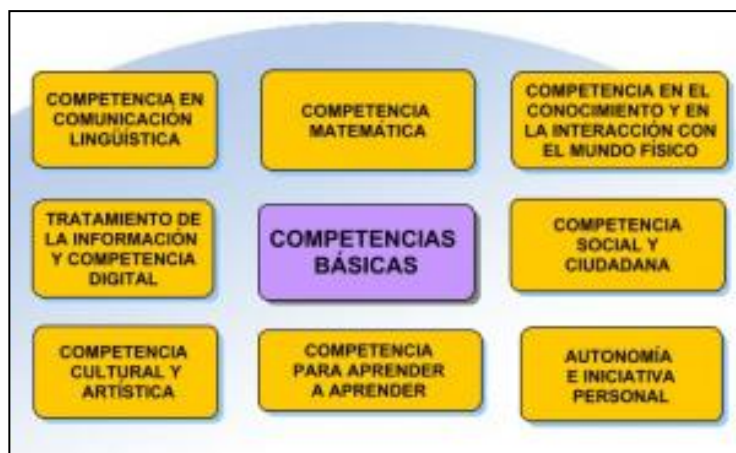 COMPETENCIA EN
COMUNICACIÓN
LINGÜÍSTICA
COMPETENCIA
MATEMÁTICA
COMPETENCIA EN EL
CONOCIMIENTO Y EN
LA INTERACCIÓN CON
EL MUNDO FÍSICO
TRATAMIENTO DE
LA INFORMACIÓN
Y COMPETENCIA
DIGITAL
COMPETENCIAS
BÁSICAS
COMPETENCIA
SOCIAL Y
CIUDADANA
COMPETENCIA
CULTURAL Y
ARTÍSTICA
COMPETENCIA
PARA APRENDER
A APRENDER
AUTONOMÍA
E INICIATIVA
PERSONAL